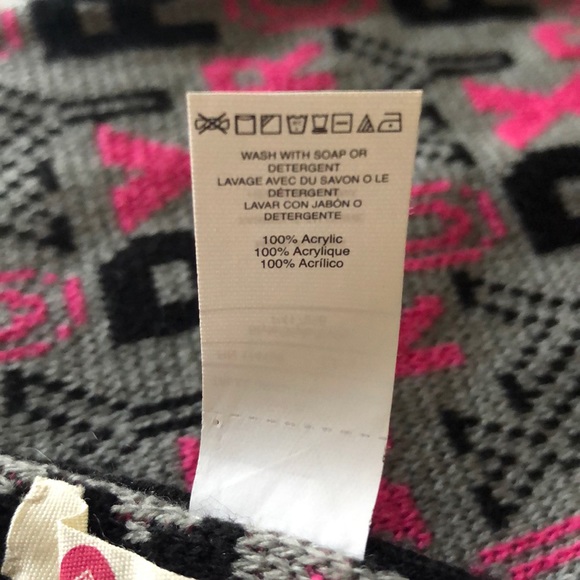 WASH WITH SOAP OR
DETERGENT
LAVAGE AVEC DU SAVON O LE
DÉTERGENT
LAVAR CON JABÓN O
DETERGENTE
100% Acrylic
100% Acrylique
100% Acrílico